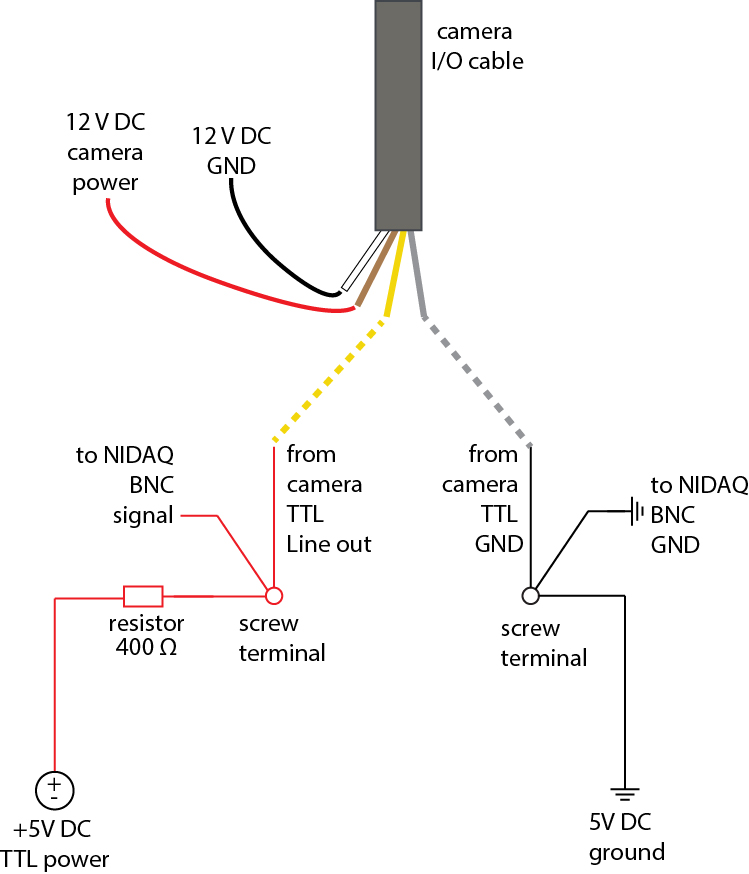 camera
I/O cable
12 V DC
camera
power
12 V DC
GND
to NIDAQ
BNC
signal
from
camera
TTL
Line out
from
camera
TTL
GND
to NIDAQ
BNC
GND
resistor
400 Ω
screw
terminal
screw
terminal
+
-
+5V DC
TTL power
5V DC
ground